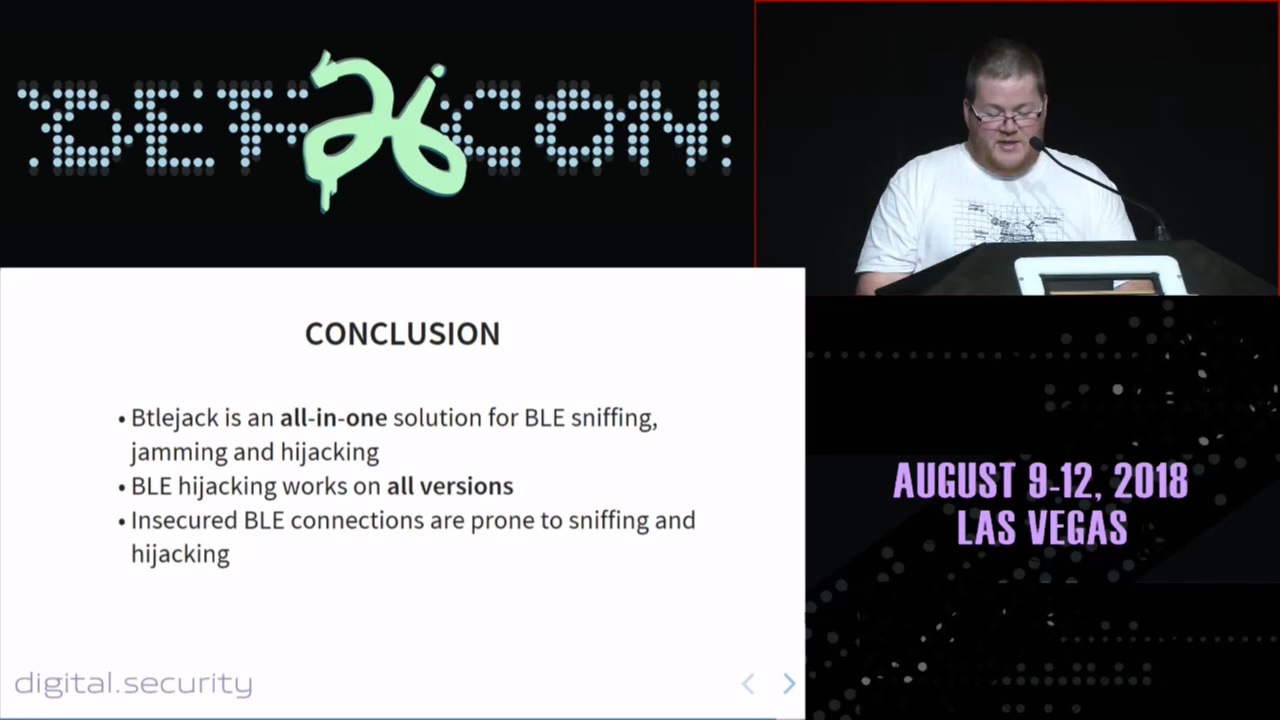 DEF 26 CON
CONCLUSION
• Btlejack is an all-in-one solution for BLE sniffing,
jamming and hijacking
• BLE hijacking works on all versions
• Insecured BLE connections are prone to sniffing and
hijacking
digital.security
AUGUST 9-12, 2018
LAS VEGAS